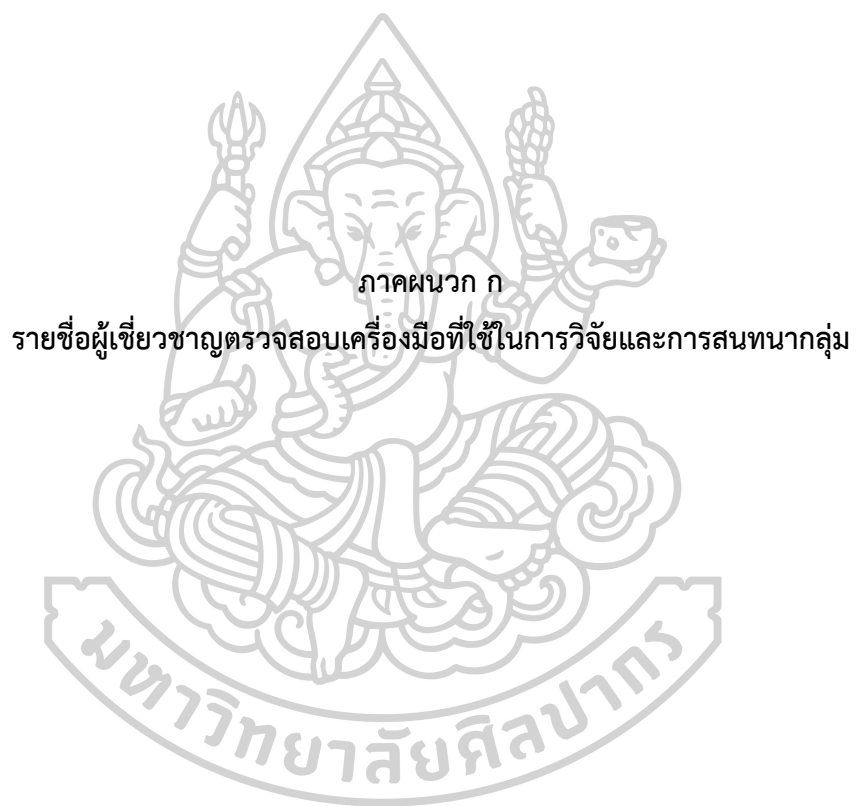 ภาคผนวก ก
รายชื่อผู้เชี่ยวชาญตรวจสอบเครื่องมือที่ใช้ในการวิจัยและการสนทนากลุ่ม
มหาวิทยาลัยศิลปากร